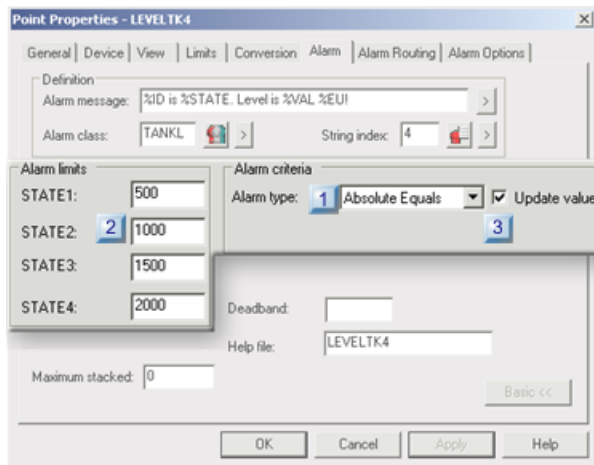 Point Properties - LEVELTK4
General Device View Limits Conversion Alarm Alarm Routing Alarm Options
Definition
Alarm message: %ID is %STATE. Level is %VAL %EU! >
Alarm class: TANKL > String index: 4 >
Alarm limits
STATE1: 500
STATE2: 2 1000
STATE3: 1500
STATE4: 2000
Alarm criteria
Alarm type: 1 Absolute Equals Update value
3
Deadband:
Help file: LEVELTK4
Maximum stacked: 0
Basic <<
OK Cancel Apply Help